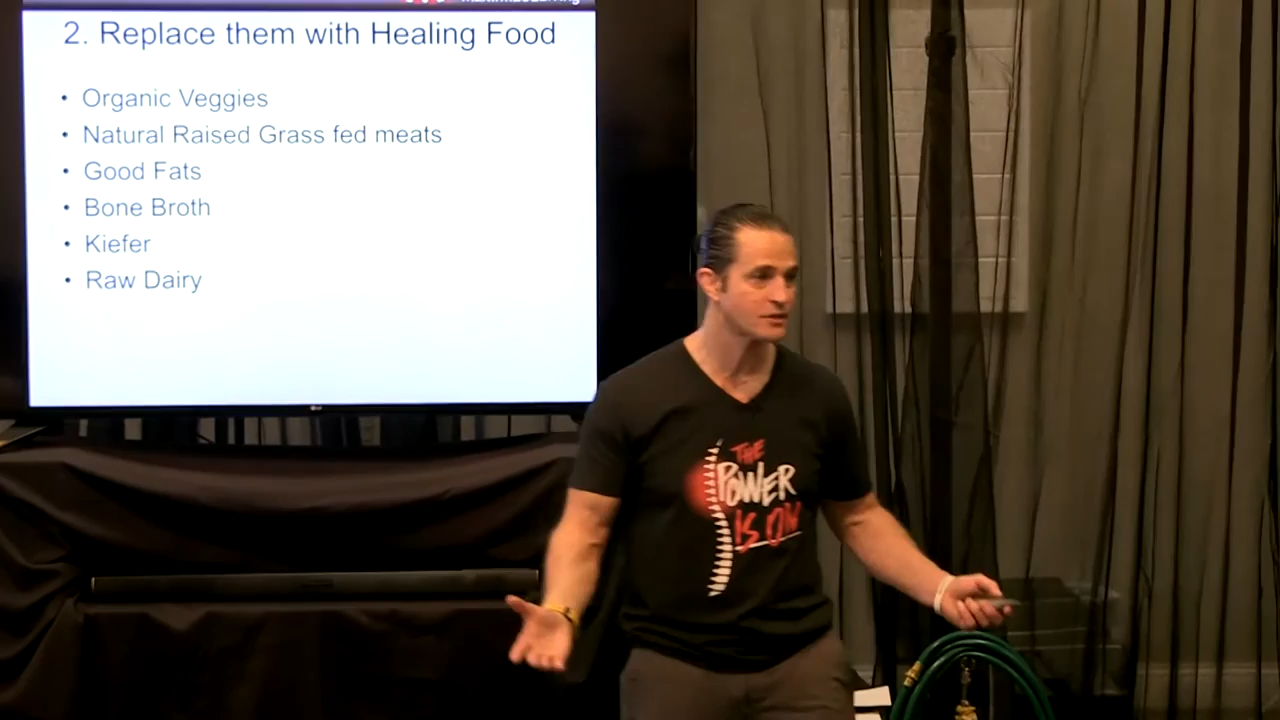 2. Replace them with Healing Food
• Organic Veggies
• Natural Raised Grass fed meats
• Good Fats
• Bone Broth
• Kiefer
• Raw Dairy
THE
POWER
IS ON